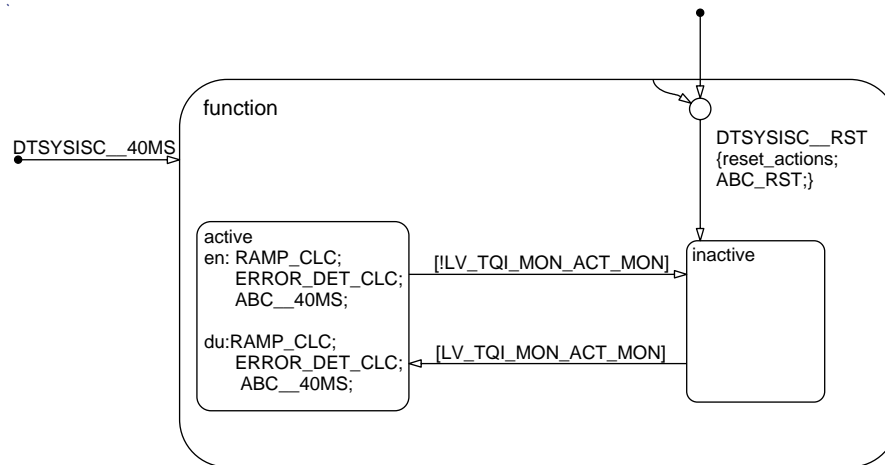 function
DTSYSISC__40MS
DTSYSISC__RST
{reset_actions;
ABC_RST;}
active
en: RAMP_CLC;
ERROR_DET_CLC;
ABC__40MS;
du:RAMP_CLC;
ERROR_DET_CLC;
ABC__40MS;
[!LV_TQI_MON_ACT_MON]
[LV_TQI_MON_ACT_MON]
inactive